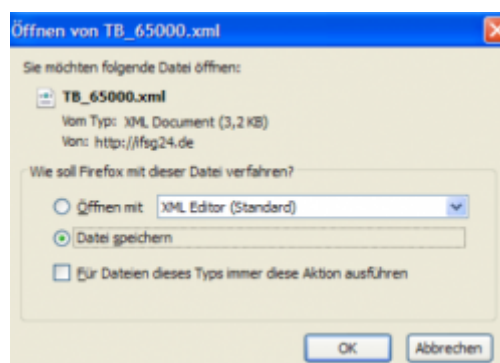 Öffnen von TB_65000.xml
Sie möchten folgende Datei öffnen:
TB_65000.xml
Vom Typ: XML Document (3,2 KB)
Von: http://ifsg24.de
Wie soll Firefox mit dieser Datei verfahren?
Öffnen mit XML Editor (Standard)
Datei speichern
Für Dateien dieses Typs immer diese Aktion ausführen
OK Abbrechen